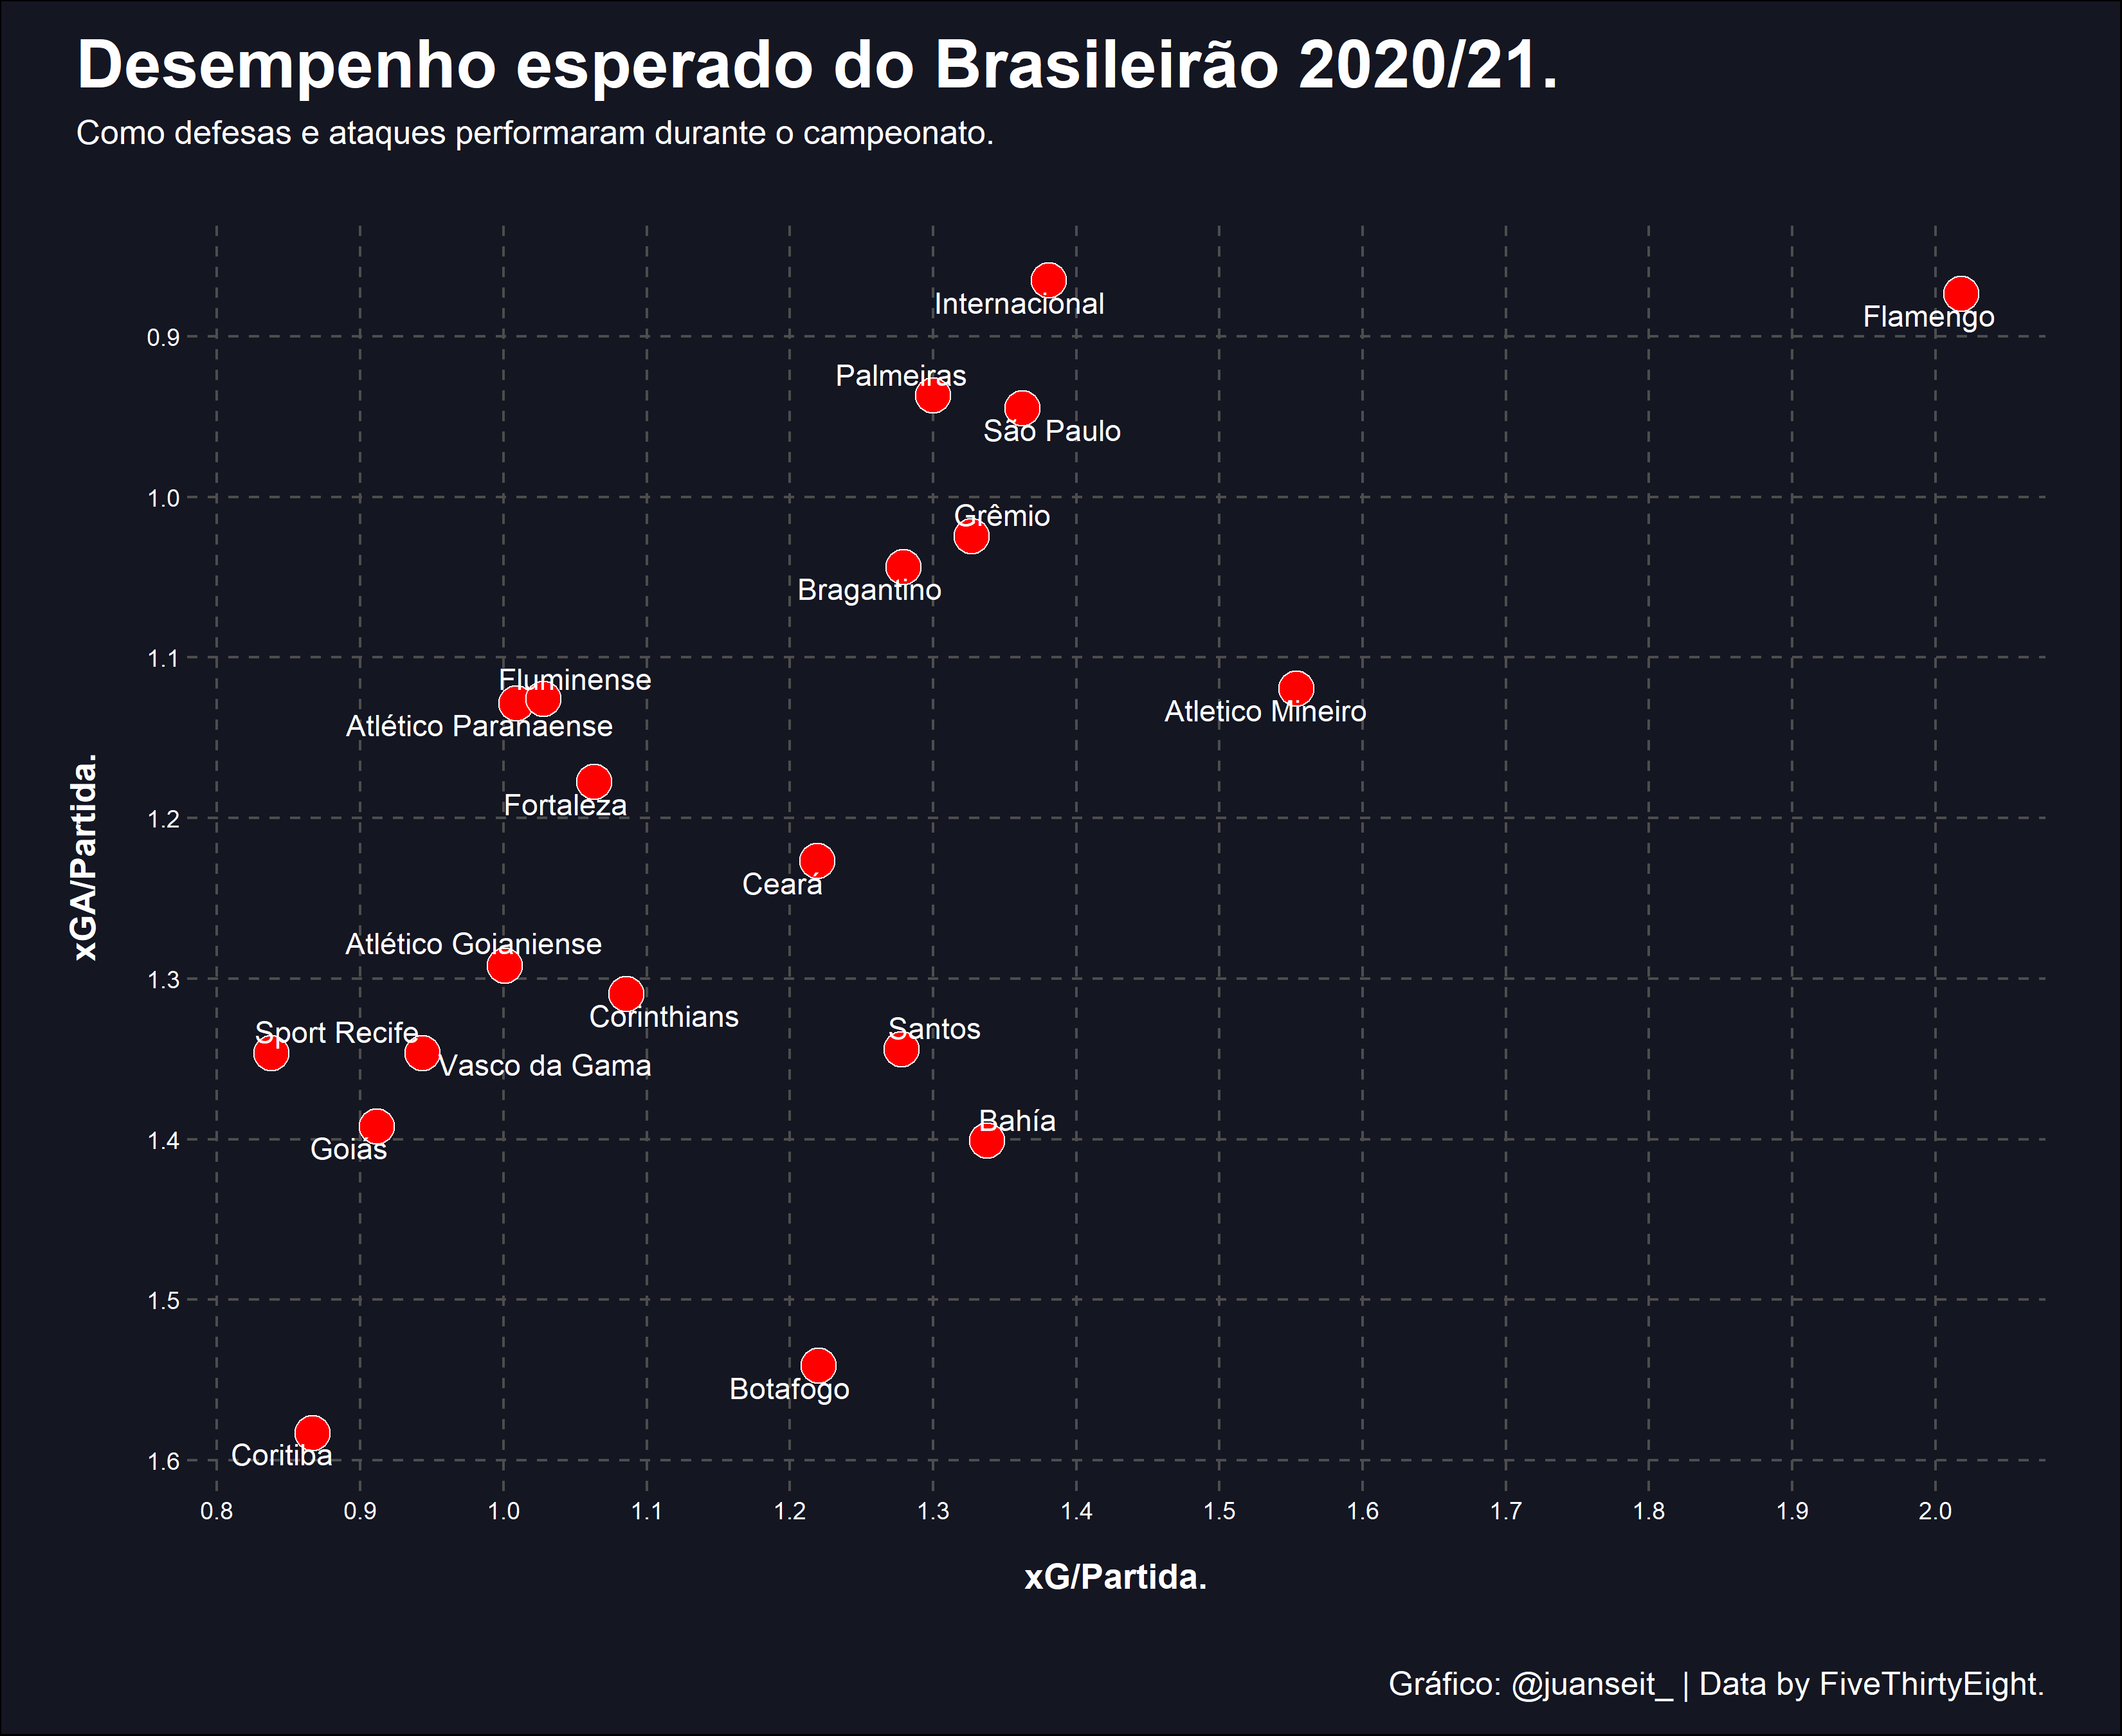 Desempenho esperado do Brasileirão 2020/21.
Como defesas e ataques performaram durante o campeonato.
Internacional
Flamengo
0.9
Palmeiras
São Paulo
1.0
Grêmio
Bragantino
1.1
Fluminense
Atletico Mineiro
Atlético Paranaense
Fortaleza
1.2
xGA/Partida.
Ceará
Atlético Goianiense
1.3
Corinthians
Santos
Sport Recife
Vasco da Gama
Bahía
1.4
Goiás
1.5
Botafogo
Coritiba
1.6
0.8 0.9 1.0 1.1 1.2 1.3 1.4 1.5 1.6 1.7 1.8 1.9 2.0
xG/Partida.
Gráfico: @juanseit_ | Data by FiveThirtyEight.